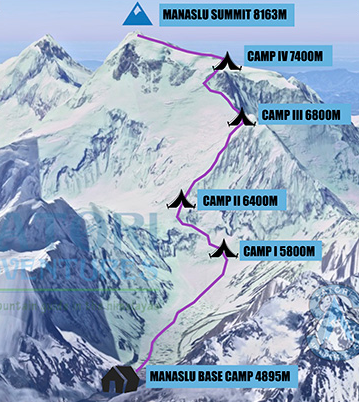 MANASLU SUMMIT 8163M
CAMP IV 7400M
CAMP III 6800M
CAMP II 6400M
CAMP I 5800M
MANASLU BASE CAMP 4895M